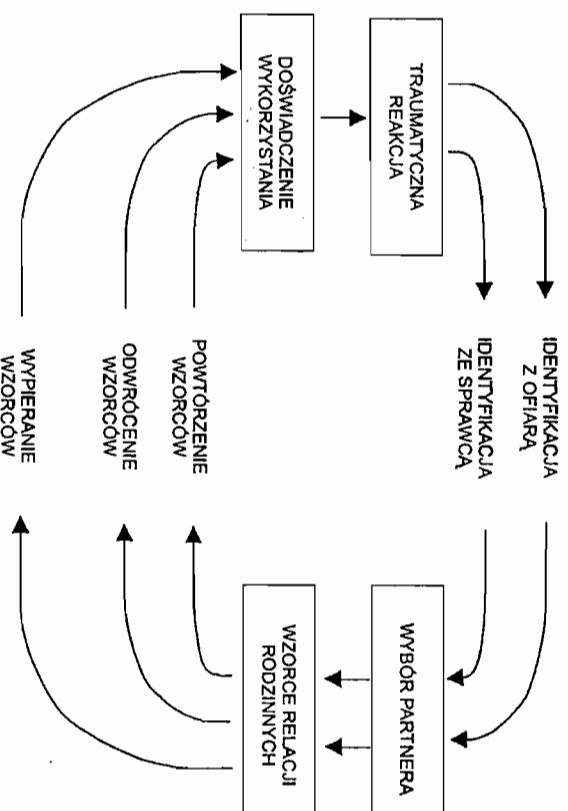 IDENTYFIKACJA
Z OFIARĄ
IDENTYFIKACJA
ZE SPRAWCĄ
TRAUMATYCZNA
REAKCJA
WYBÓR PARTNERA
DOŚWIADCZENIE
WYKORZYSTANIA
WZORCE RELACJI
RODZINNYCH
POWTÓRZENIE
WZORCÓW
ODWRÓCENIE
WZORCÓW
WYPIERANIE
WZORCÓW